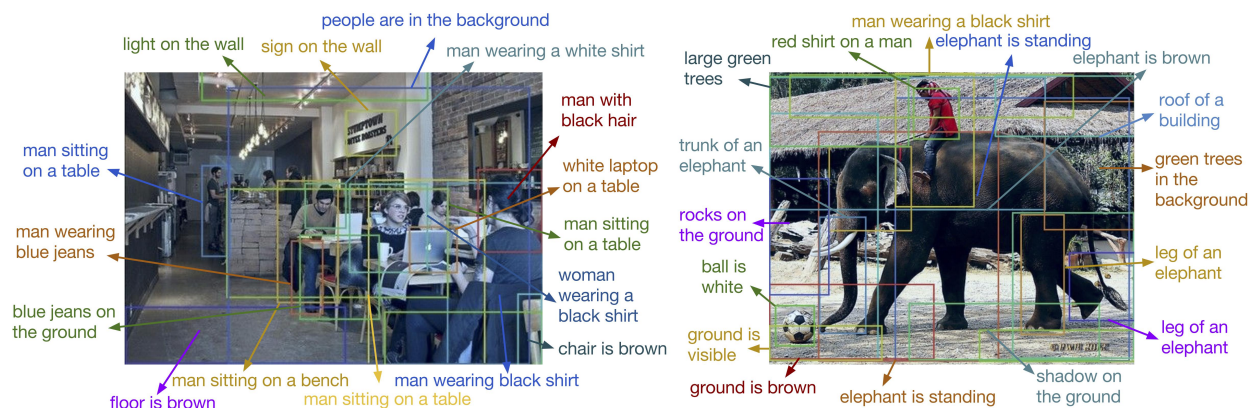 people are in the background
light on the wall
sign on the wall
man wearing a white shirt
man with
black hair
man sitting
on a table
white laptop
on a table
man wearing
blue jeans
man sitting
on a table
woman
wearing a
black shirt
blue jeans on
the ground
chair is brown
man sitting on a bench
man wearing black shirt
man sitting on a table
floor is brown
STUMPTOWN
COFFEE ROASTERS
man wearing a black shirt
red shirt on a man
elephant is standing
large green
trees
elephant is brown
roof of a
building
trunk of an
elephant
green trees
in the
background
rocks on
the ground
ball is
white
leg of an
elephant
ground is
visible
leg of an
elephant
ground is brown
elephant is standing
shadow on
the ground